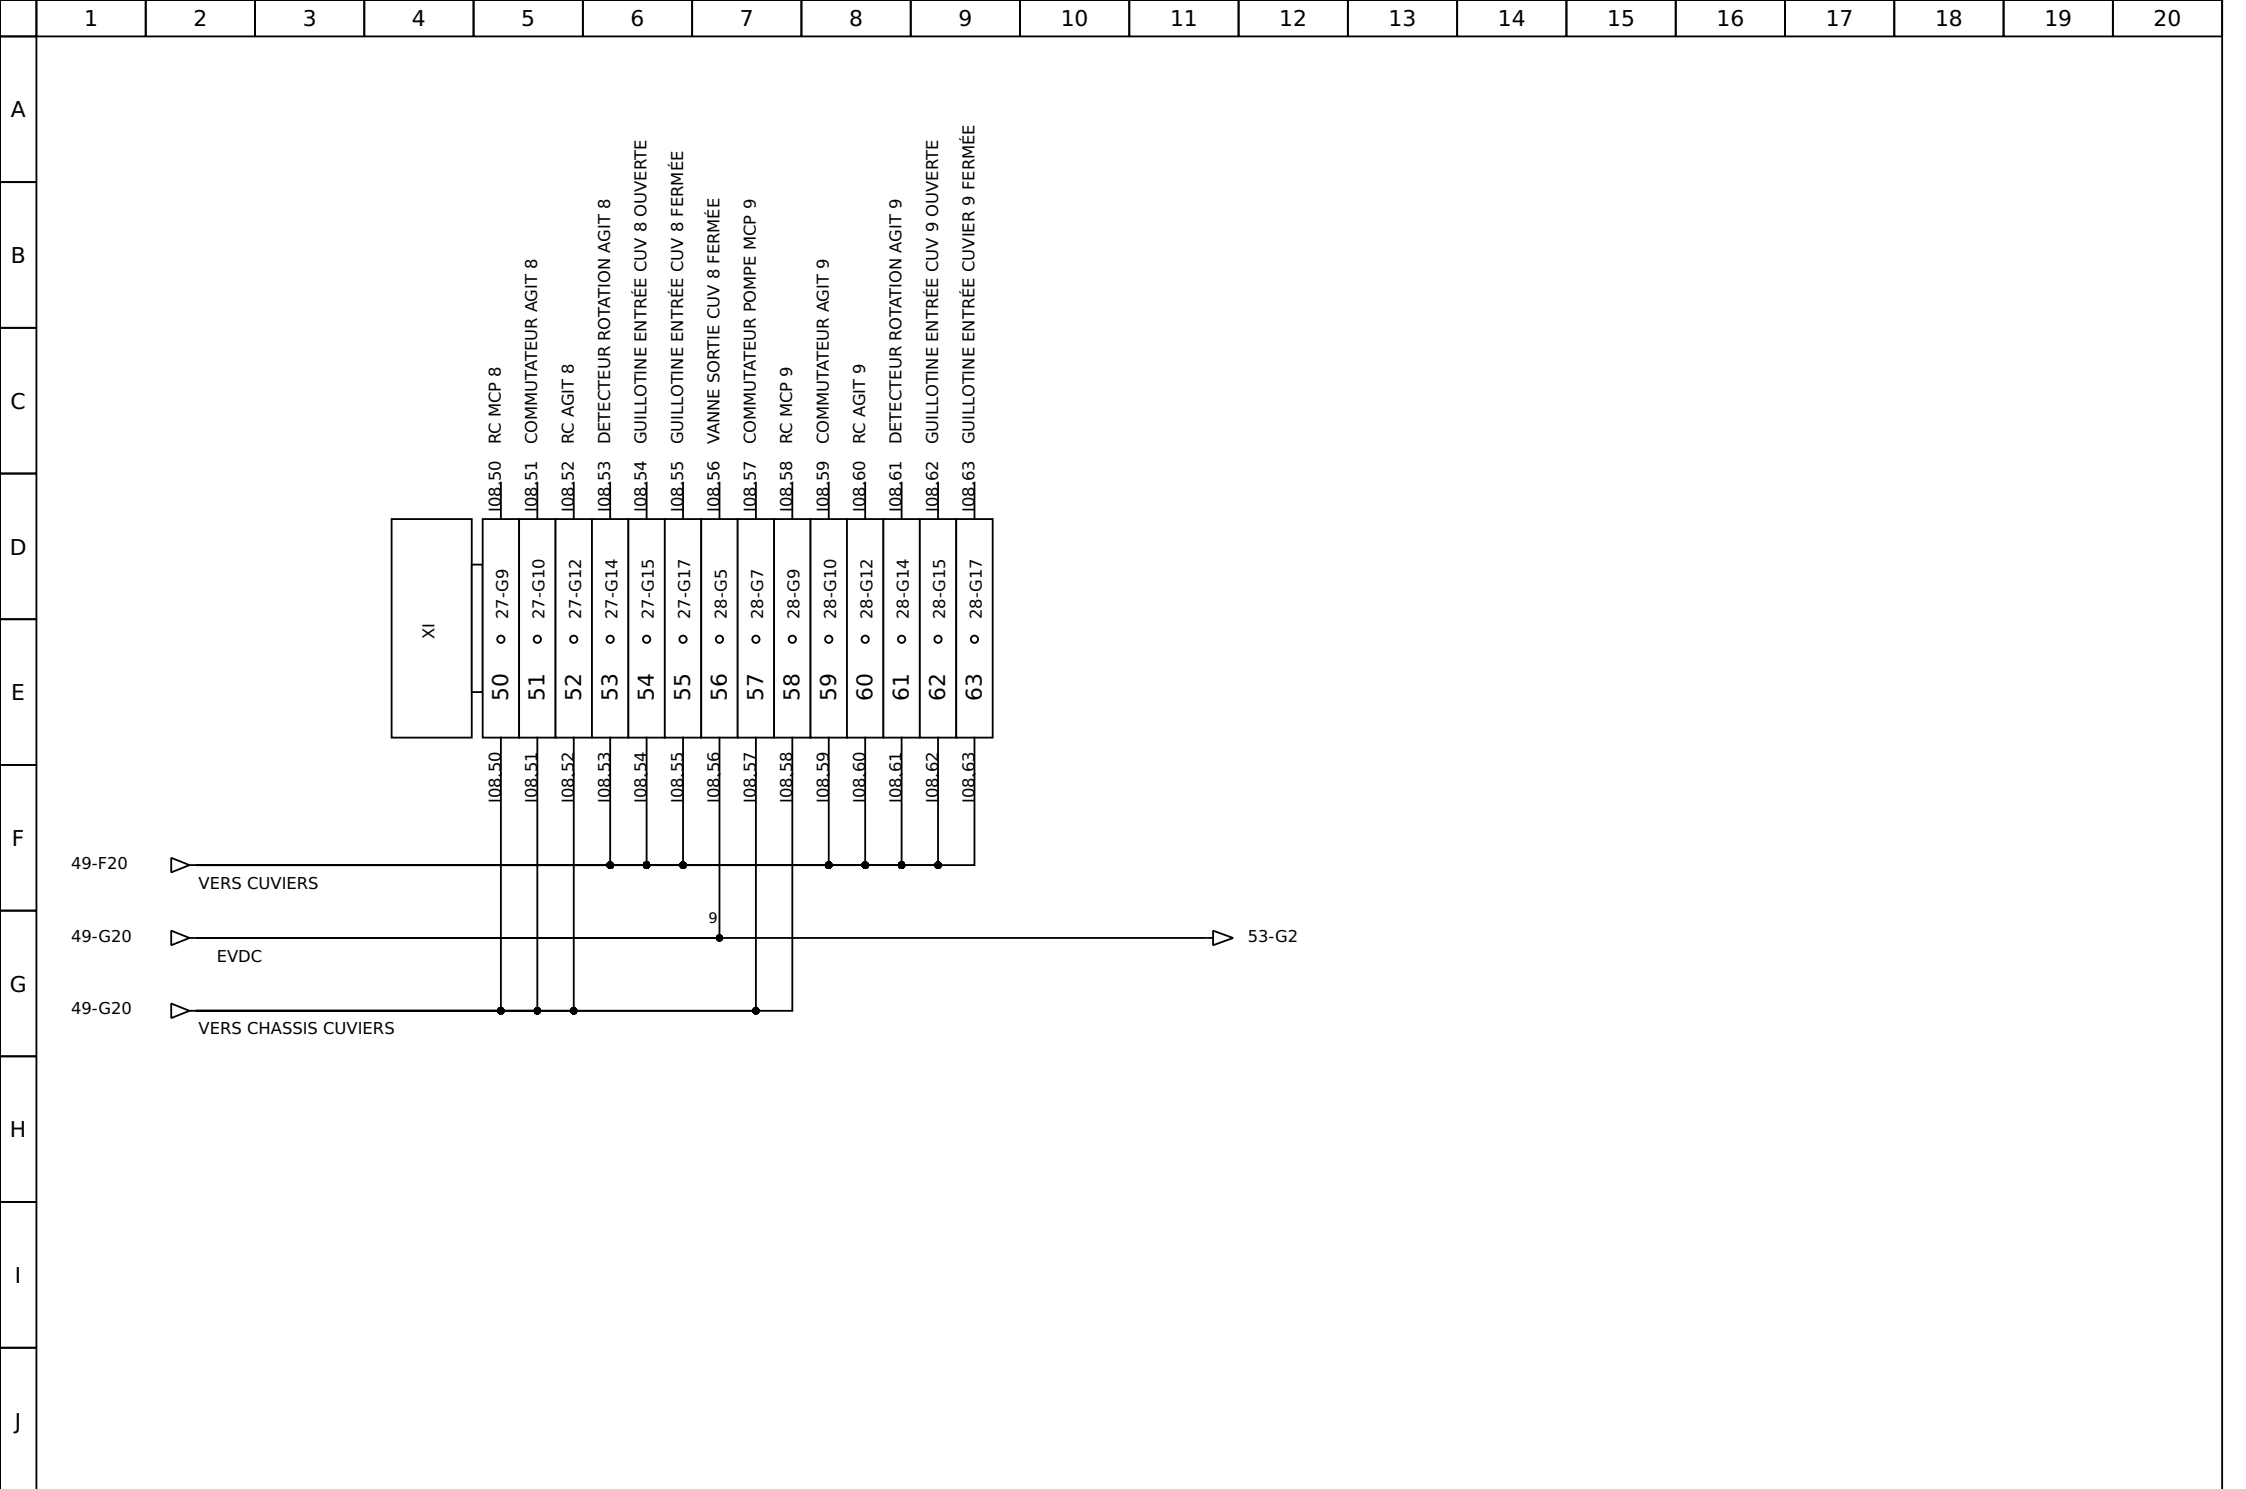 1 2 3 4 5 6 7 8 9 10 11 12 13 14 15 16 17 18 19 20
A
B
C
D
E
F
G
H
I
J
RC MCP 8
COMMUTATEUR AGIT 8
RC AGIT 8
DETECTEUR ROTATION AGIT 8
GUILLOTINE ENTRÉE CUV 8 OUVERTE
GUILLOTINE ENTRÉE CUV 8 FERMÉE
VANNE SORTIE CUV 8 FERMÉE
COMMUTATEUR POMPE MCP 9
RC MCP 9
COMMUTATEUR AGIT 9
RC AGIT 9
DETECTEUR ROTATION AGIT 9
GUILLOTINE ENTRÉE CUV 9 OUVERTE
GUILLOTINE ENTRÉE CUVIER 9 FERMÉE
I08.50
I08.51
I08.52
I08.53
I08.54
I08.55
I08.56
I08.57
I08.58
I08.59
I08.60
I08.61
I08.62
I08.63
XI
50 27-G9
51 27-G10
52 27-G12
53 27-G14
54 27-G15
55 27-G17
56 28-G5
57 28-G7
58 28-G9
59 28-G10
60 28-G12
61 28-G14
62 28-G15
63 28-G17
I08.50
I08.51
I08.52
I08.53
I08.54
I08.55
I08.56
I08.57
I08.58
I08.59
I08.60
I08.61
I08.62
I08.63
49-F20
VERS CUVIERS
9
49-G20
53-G2
EVDC
49-G20
VERS CHASSIS CUVIERS